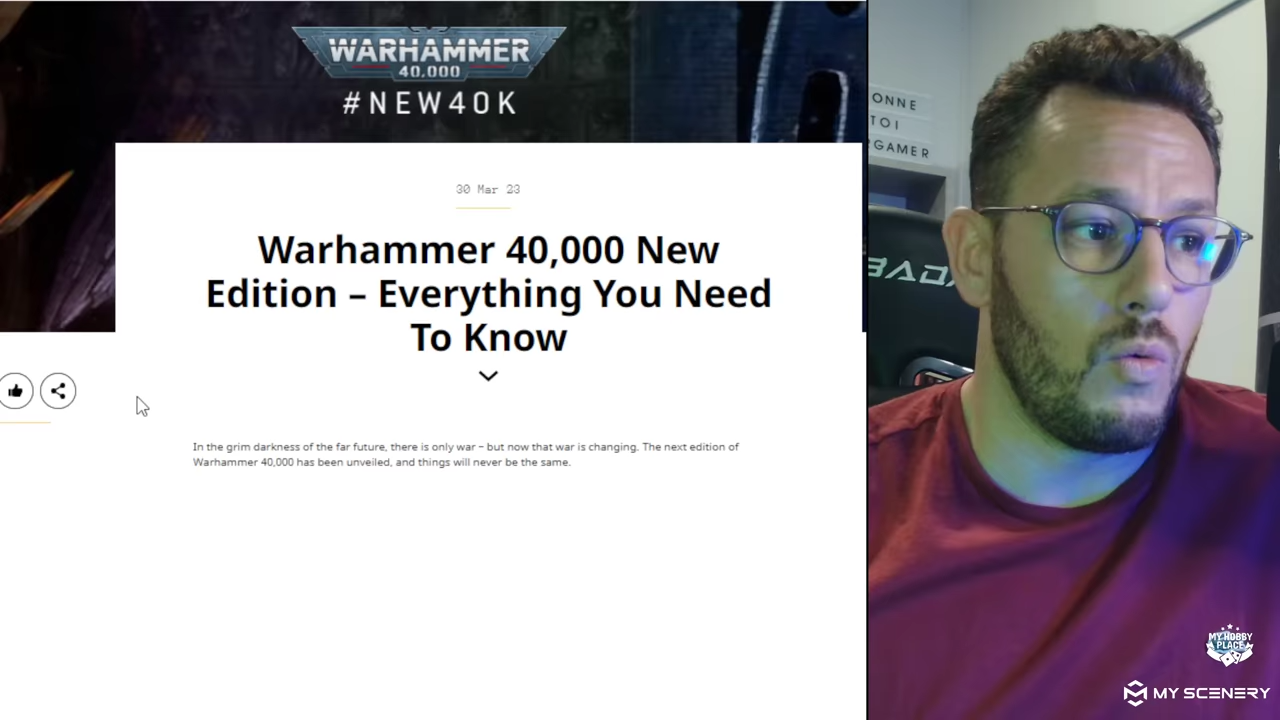 WARHAMMER
40,000
#NEW40K
30 Mar 23
Warhammer 40,000 New
Edition – Everything You Need
To Know
In the grim darkness of the far future, there is only war – but now that war is changing. The next edition of
Warhammer 40,000 has been unveiled, and things will never be the same.
ONNE
TOI
GAMER
BAD
MY HOBBY
PLACE
MY SCENERY